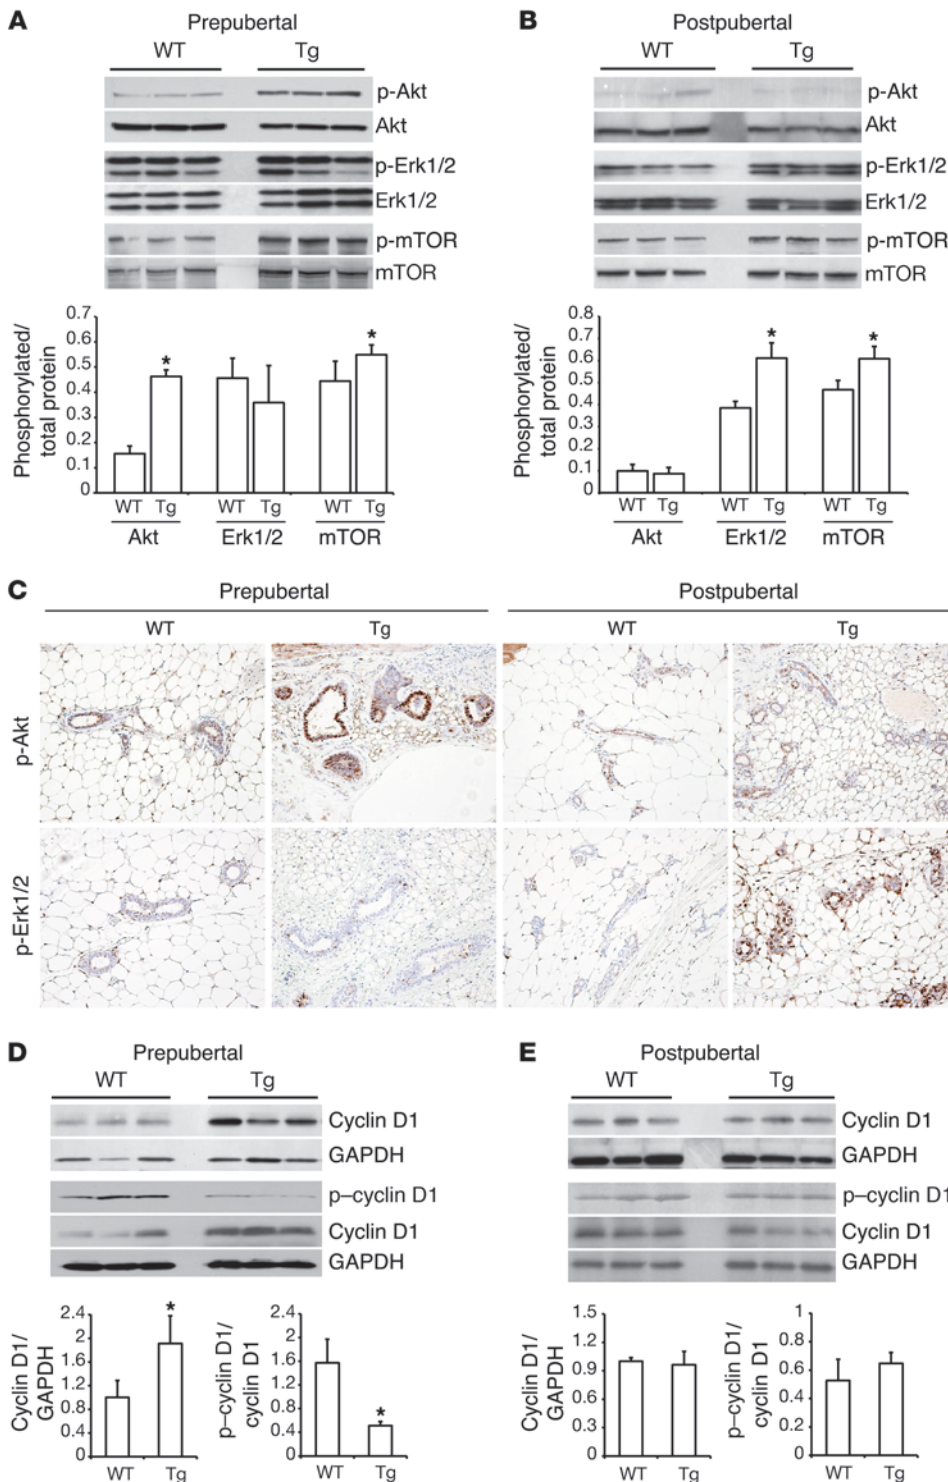 A Prepubertal
WT Tg
p-Akt
Akt
p-Erk1/2
Erk1/2
p-mTOR
mTOR
Phosphorylated/
total protein
0.7
0.6
0.5
0.4
0.3
0.2
0.1
0
* *
WT Tg WT Tg WT Tg
Akt Erk1/2 mTOR
B Postpubertal
WT Tg
p-Akt
Akt
p-Erk1/2
Erk1/2
p-mTOR
mTOR
Phosphorylated/
total protein
0.8
0.7
0.6
0.5
0.4
0.3
0.2
0.1
0
* *
WT Tg WT Tg WT Tg
Akt Erk1/2 mTOR
C Prepubertal Postpubertal
WT Tg WT Tg
p-Akt
p-Erk1/2
D Prepubertal
WT Tg
Cyclin D1
GAPDH
p–cyclin D1
Cyclin D1
GAPDH
Cyclin D1/
GAPDH
2.4
2
1.6
1.2
0.8
0.4
0
*
WT Tg
p–cyclin D1/
cyclin D1
2.4
2
1.6
1.2
0.8
0.4
0
*
WT Tg
E Postpubertal
WT Tg
Cyclin D1
GAPDH
p–cyclin D1
Cyclin D1
GAPDH
Cyclin D1/
GAPDH
1.5
1.2
0.9
0.6
0.3
0
WT Tg
p–cyclin D1/
cyclin D1
1
0.8
0.6
0.4
0.2
0
WT Tg